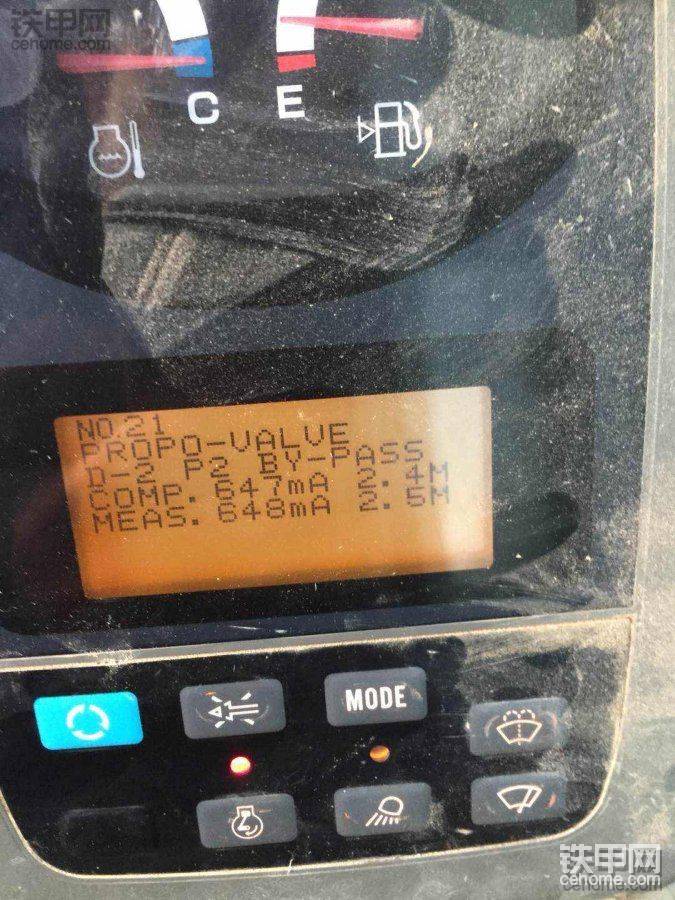 铁甲网
cehome.com
C
E
NO.21
PROPO-VALVE
D-2 P2 BY-PASS
COMP. 647mA 2.4M
MEAS. 648mA 2.5M
MODE
铁甲网
cehome.com